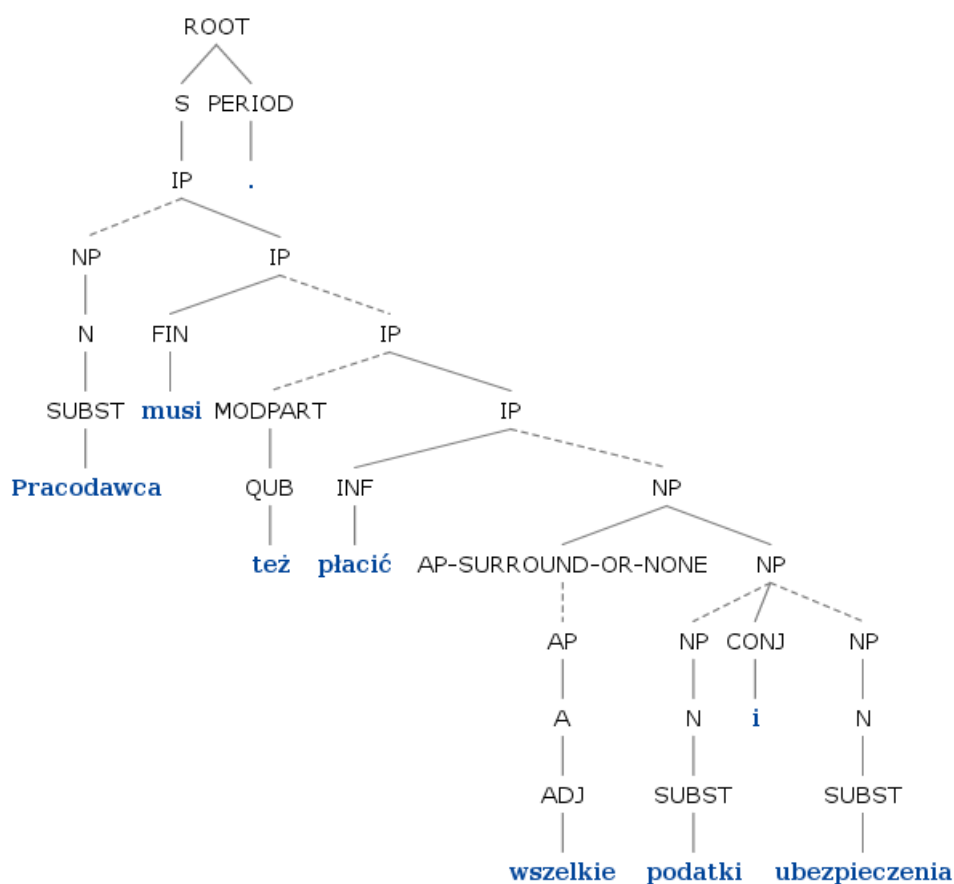 ROOT
S PERIOD
IP .
NP IP
N FIN IP
SUBST musi MODPART IP
Pracodawca QUB INF NP
też płacić AP-SURROUND-OR-NONE NP
AP NP CONJ NP
A N i N
ADJ SUBST SUBST
wszelkie podatki ubezpieczenia